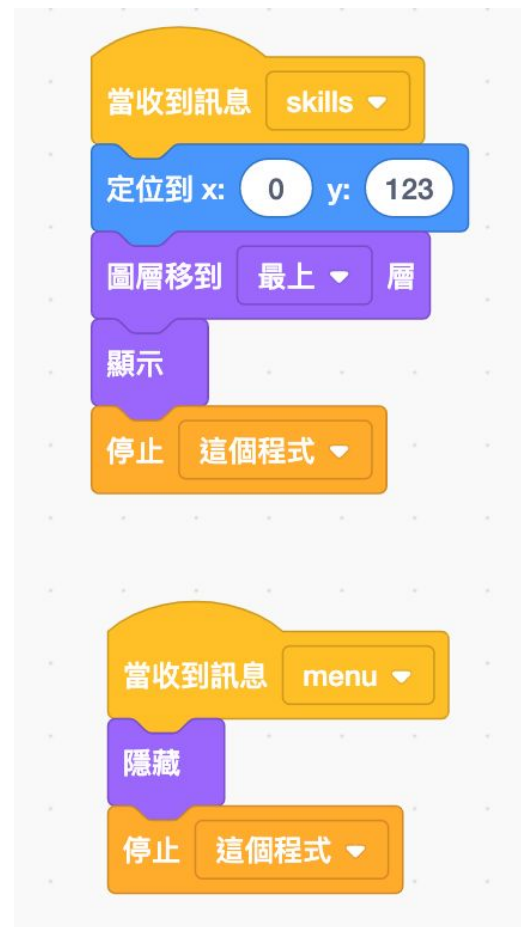 當收到訊息 skills
定位到 x: 0 y: 123
圖層移到 最上 層
顯示
停止 這個程式
當收到訊息 menu
隱藏
停止 這個程式